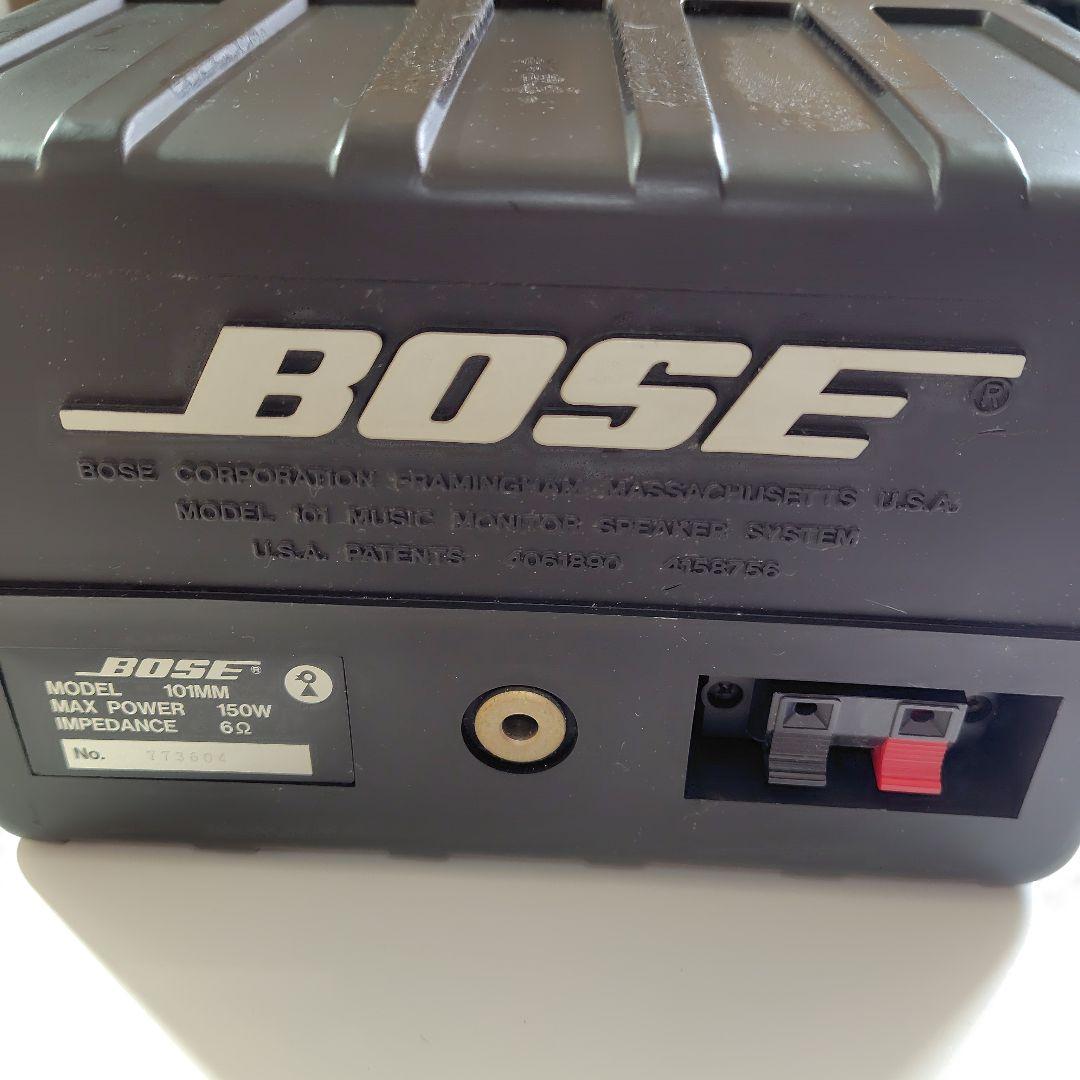 BOSE®
BOSE CORPORATION FRAMINGHAM MASSACHUSETTS U.S.A.
MODEL 101 MUSIC MONITOR SPEAKER SYSTEM
U.S.A. PATENTS 4061890 4158756
BOSE®
MODEL 101MM
MAX POWER 150W
IMPEDANCE 6Ω
No. 773604